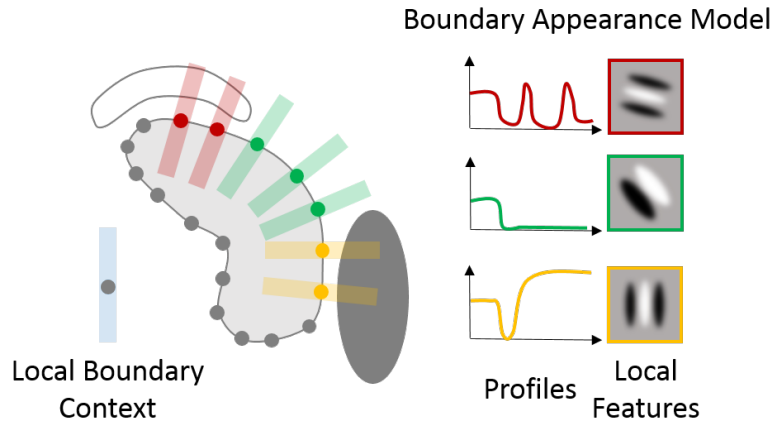 Boundary Appearance Model
Local Boundary
Context
Profiles
Local
Features